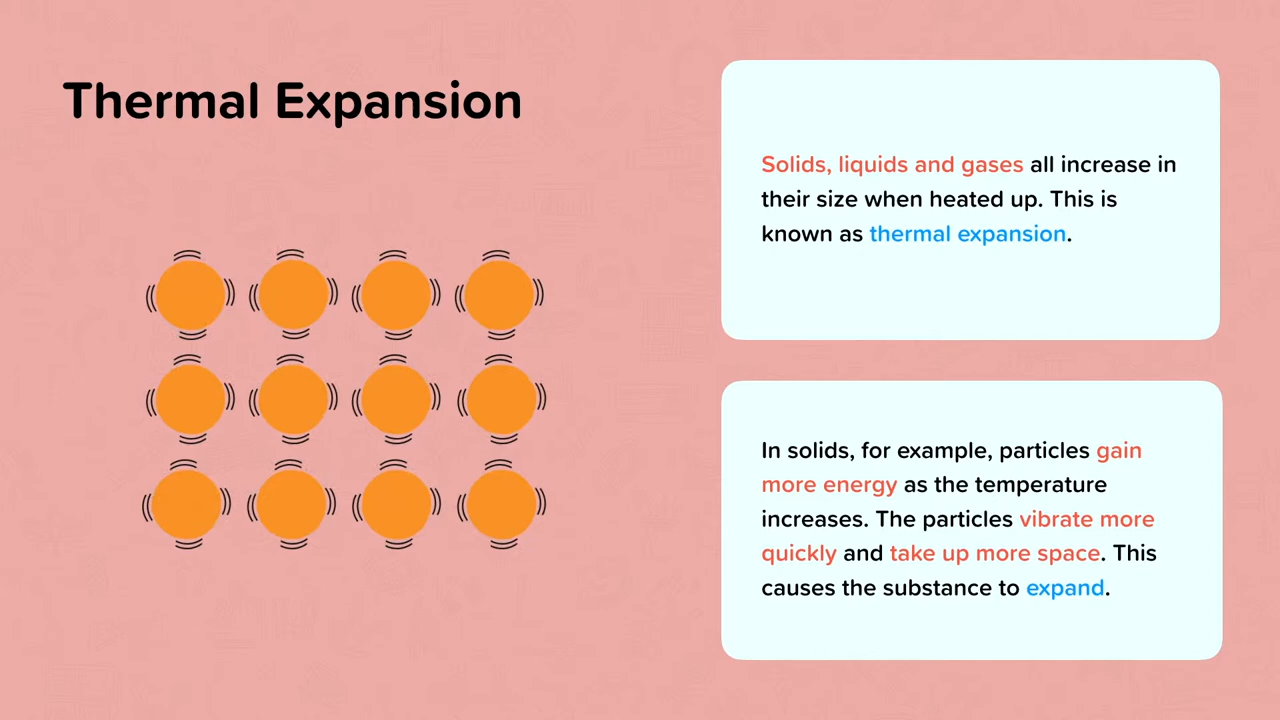 Thermal Expansion
Solids, liquids and gases all increase in
their size when heated up. This is
known as thermal expansion.
In solids, for example, particles gain
more energy as the temperature
increases. The particles vibrate more
quickly and take up more space. This
causes the substance to expand.